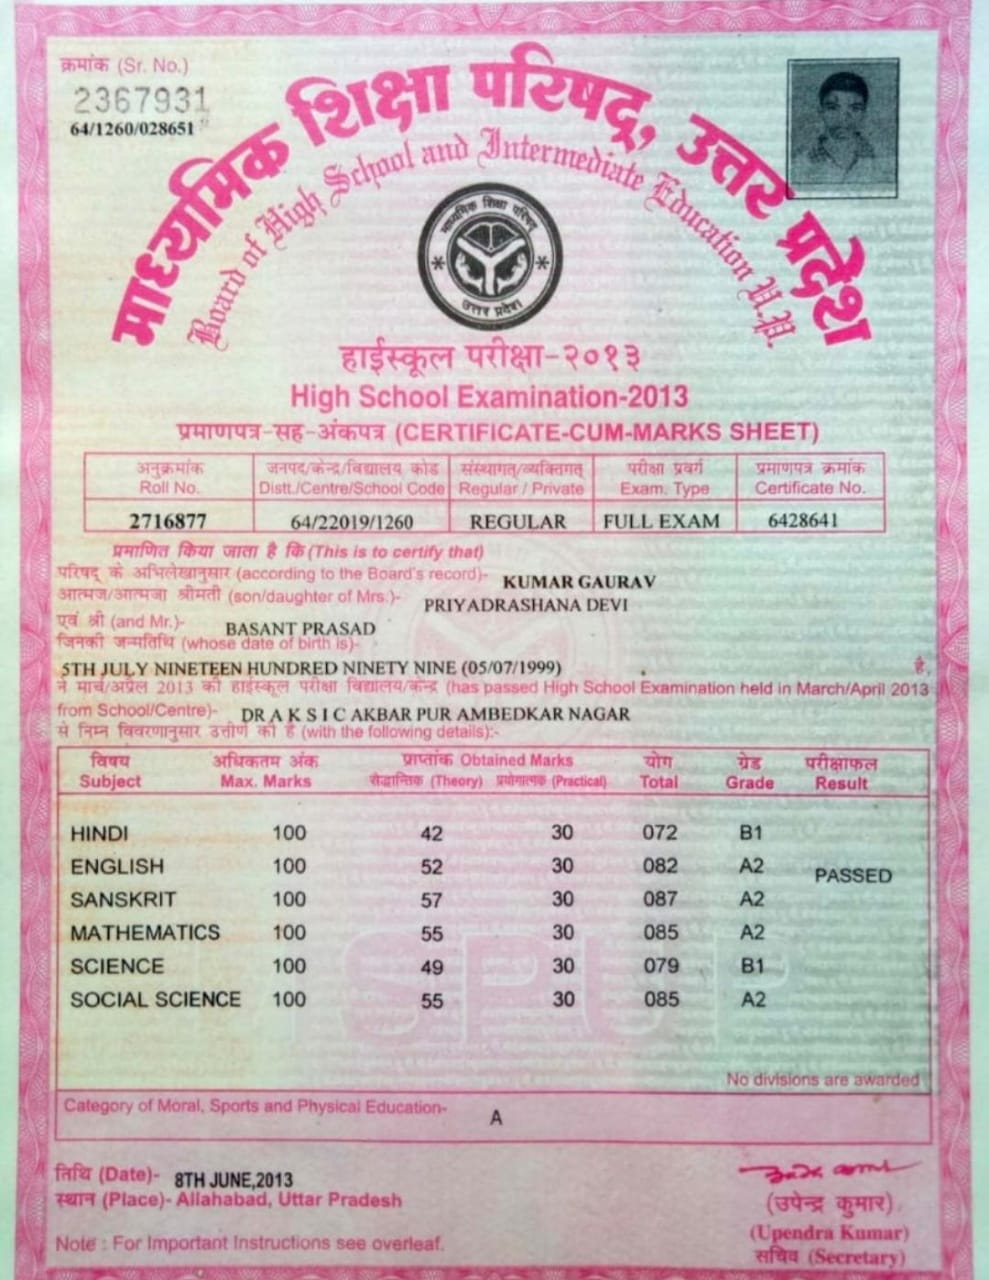 क्रमांक (Sr. No.)
2367931
64/1260/028651
माध्यमिक शिक्षा परिषद्, उत्तर प्रदेश
Board of High School and Intermediate Education U.P.
माध्यमिक शिक्षा परिषद्
उत्तर प्रदेश
हाईस्कूल परीक्षा-२०१३
High School Examination-2013
प्रमाणपत्र-सह-अंकपत्र (CERTIFICATE-CUM-MARKS SHEET)
अनुक्रमांक जनपद/केन्द्र/विद्यालय कोड संस्थागत्/व्यक्तिगत् परीक्षा प्रवर्ग प्रमाणपत्र क्रमांक
Roll No. Distt./Centre/School Code Regular / Private Exam. Type Certificate No.
2716877 64/22019/1260 REGULAR FULL EXAM 6428641
प्रमाणित किया जाता है कि (This is to certify that)
परिषद् के अभिलेखानुसार (according to the Board's record)- KUMAR GAURAV
आत्मज/आत्मजा श्रीमती (son/daughter of Mrs.)- PRIYADRASHANA DEVI
एवं श्री (and Mr.)- BASANT PRASAD
जिनकी जन्मतिथि (whose date of birth is)-
5TH JULY NINETEEN HUNDRED NINETY NINE (05/07/1999) है,
ने मार्च/अप्रैल 2013 की हाईस्कूल परीक्षा विद्यालय/केन्द्र (has passed High School Examination held in March/April 2013
from School/Centre)- DR A K S I C AKBAR PUR AMBEDKAR NAGAR
से निम्न विवरणानुसार उत्तीर्ण की है (with the following details):-
विषय अधिकतम अंक प्राप्तांक Obtained Marks योग ग्रेड परीक्षाफल
Subject Max. Marks सैद्धान्तिक (Theory) प्रयोगात्मक (Practical) Total Grade Result
HINDI 100 42 30 072 B1
ENGLISH 100 52 30 082 A2 PASSED
SANSKRIT 100 57 30 087 A2
MATHEMATICS 100 55 30 085 A2
SCIENCE 100 49 30 079 B1
SOCIAL SCIENCE 100 55 30 085 A2
No divisions are awarded
Category of Moral, Sports and Physical Education- A
तिथि (Date)- 8TH JUNE,2013
स्थान (Place)- Allahabad, Uttar Pradesh
(उपेन्द्र कुमार)
(Upendra Kumar)
सचिव (Secretary)
Note : For Important Instructions see overleaf.